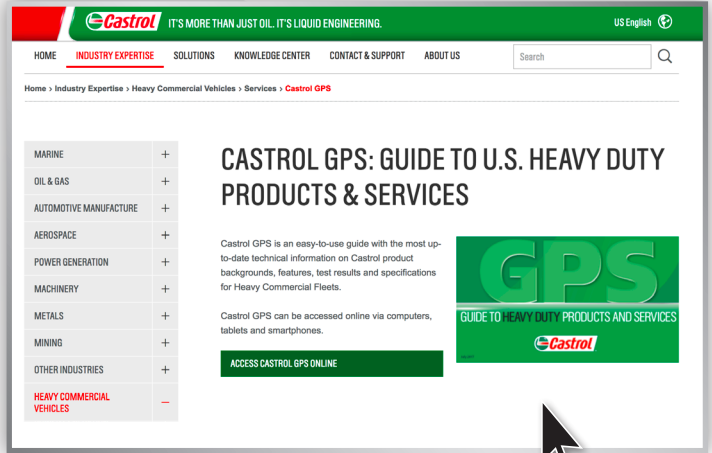 Castrol IT'S MORE THAN JUST OIL. IT'S LIQUID ENGINEERING.
US English
HOME INDUSTRY EXPERTISE SOLUTIONS KNOWLEDGE CENTER CONTACT & SUPPORT ABOUT US
Search
Home > Industry Expertise > Heavy Commercial Vehicles > Services > Castrol GPS
MARINE +
OIL & GAS +
AUTOMOTIVE MANUFACTURE +
AEROSPACE +
POWER GENERATION +
MACHINERY +
METALS +
MINING +
OTHER INDUSTRIES +
HEAVY COMMERCIAL
VEHICLES –
CASTROL GPS: GUIDE TO U.S. HEAVY DUTY
PRODUCTS & SERVICES
Castrol GPS is an easy-to-use guide with the most up-
to-date technical information on Castrol product
backgrounds, features, test results and specifications
for Heavy Commercial Fleets.
Castrol GPS can be accessed online via computers,
tablets and smartphones.
ACCESS CASTROL GPS ONLINE
GPS
GUIDE TO HEAVY DUTY PRODUCTS AND SERVICES
Castrol